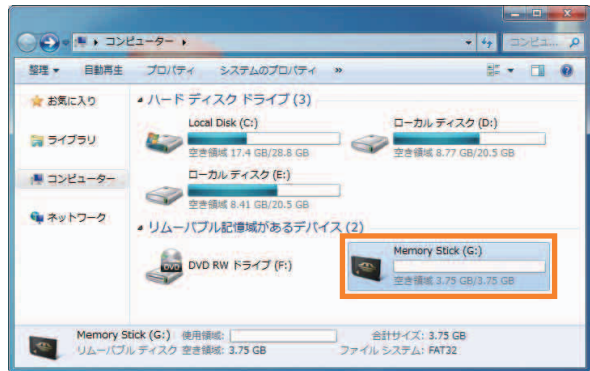 コンピューター
コンピュ...
整理 自動再生 プロパティ システムのプロパティ »
お気に入り
ライブラリ
コンピューター
ネットワーク
ハード ディスク ドライブ (3)
Local Disk (C:)
空き領域 17.4 GB/28.8 GB
ローカル ディスク (D:)
空き領域 8.77 GB/20.5 GB
ローカル ディスク (E:)
空き領域 8.41 GB/20.5 GB
リムーバブル記憶域があるデバイス (2)
DVD
DVD RW ドライブ (F:)
Memory Stick (G:)
空き領域 3.75 GB/3.75 GB
Memory Stick (G:) 使用領域: 合計サイズ: 3.75 GB
リムーバブル ディスク 空き領域: 3.75 GB ファイル システム: FAT32